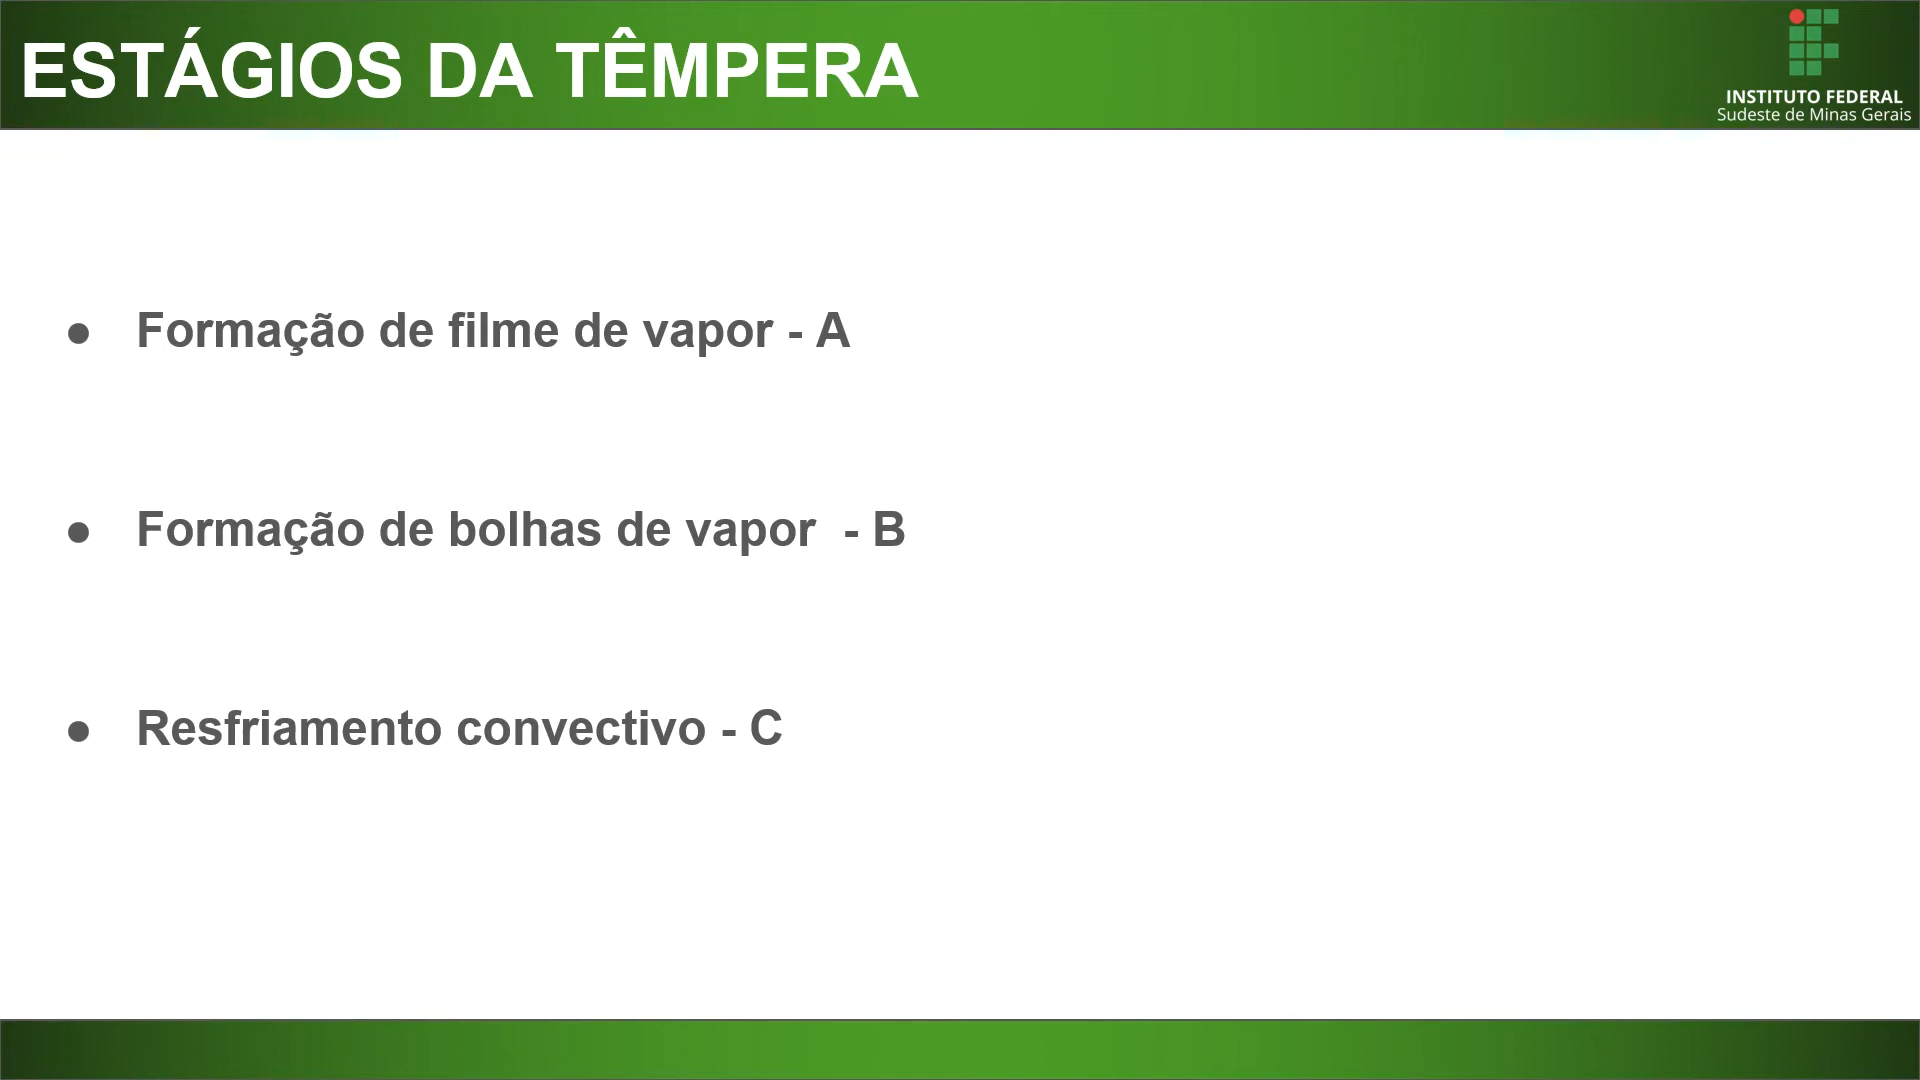 ESTÁGIOS DA TÊMPERA
INSTITUTO FEDERAL
Sudeste de Minas Gerais
● Formação de filme de vapor - A
● Formação de bolhas de vapor  - B
● Resfriamento convectivo - C